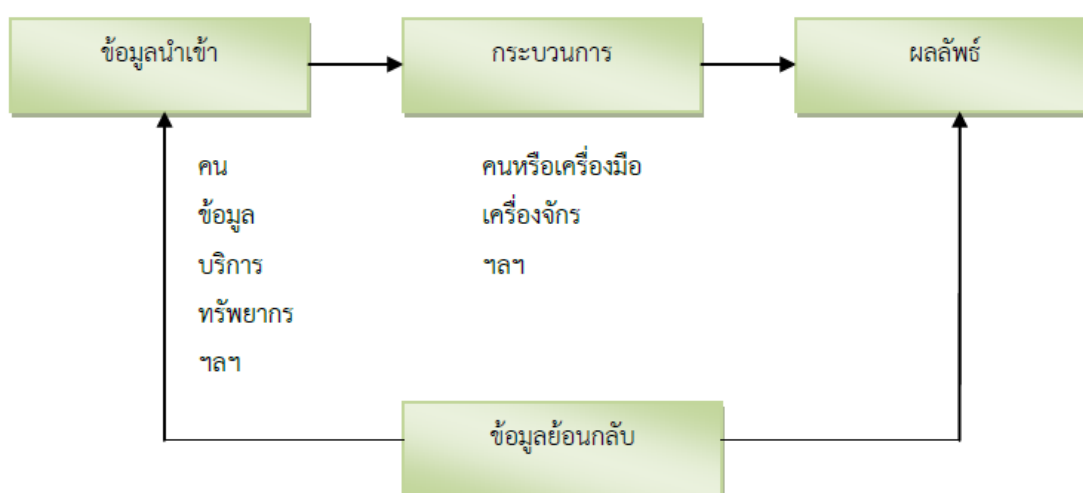 ข้อมูลนำเข้า
กระบวนการ
ผลลัพธ์
คน
ข้อมูล
บริการ
ทรัพยากร
ฯลฯ
คนหรือเครื่องมือ
เครื่องจักร
ฯลฯ
ข้อมูลย้อนกลับ